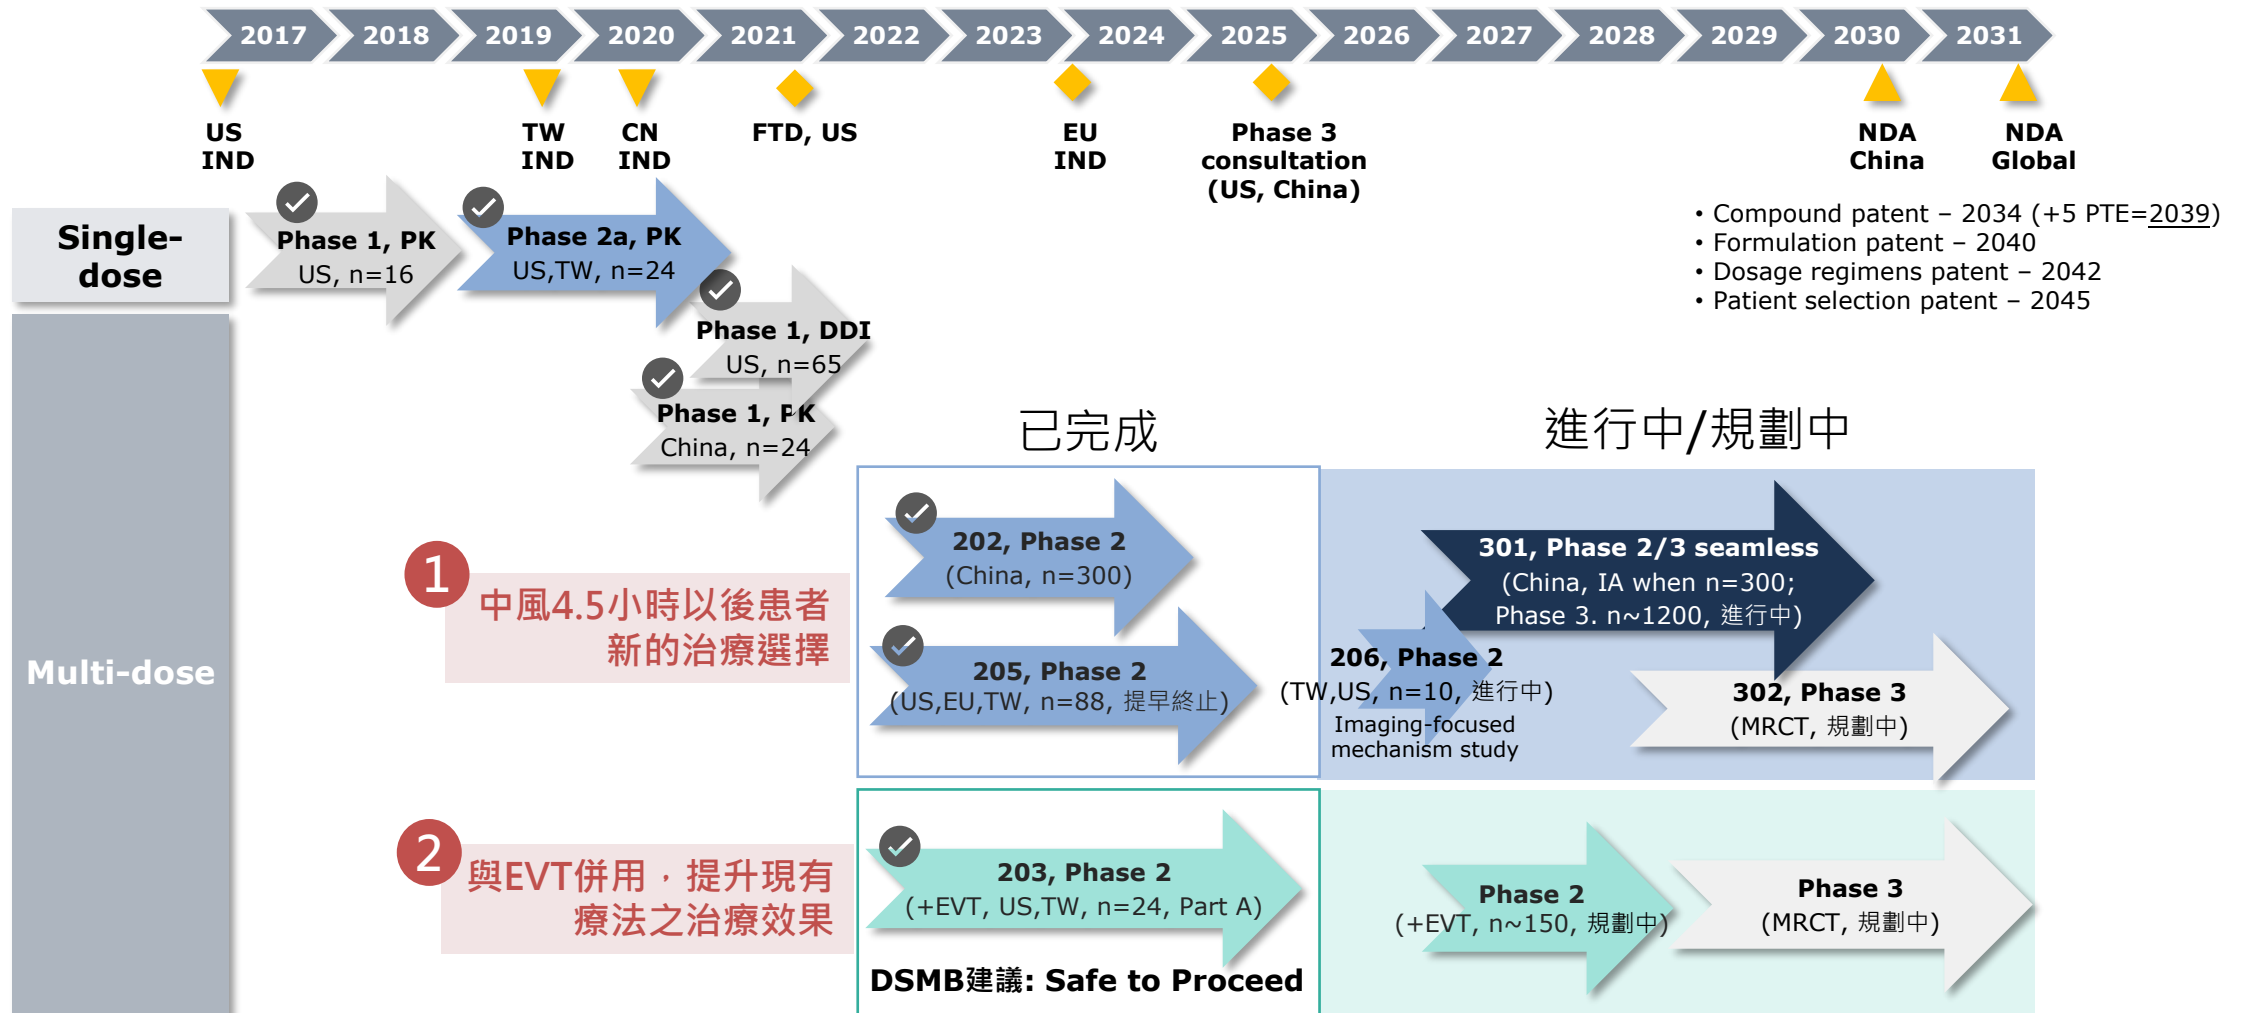 2017 2018 2019 2020 2021 2022 2023 2024 2025 2026 2027 2028 2029 2030 2031
US
IND
TW
IND
CN
IND
FTD, US
EU
IND
Phase 3
consultation
(US, China)
NDA
China
NDA
Global
• Compound patent – 2034 (+5 PTE=2039)
• Formulation patent – 2040
• Dosage regimens patent – 2042
• Patient selection patent – 2045
Single-
dose
Phase 1, PK
US, n=16
Phase 2a, PK
US,TW, n=24
Phase 1, DDI
US, n=65
Phase 1, PK
China, n=24
Multi-dose
已完成
進行中/規劃中
1
中風4.5小時以後患者
新的治療選擇
202, Phase 2
(China, n=300)
205, Phase 2
(US,EU,TW, n=88, 提早終止)
301, Phase 2/3 seamless
(China, IA when n=300;
Phase 3. n~1200, 進行中)
206, Phase 2
(TW,US, n=10, 進行中)
Imaging-focused
mechanism study
302, Phase 3
(MRCT, 規劃中)
2
與EVT併用，提升現有
療法之治療效果
203, Phase 2
(+EVT, US,TW, n=24, Part A)
DSMB建議: Safe to Proceed
Phase 2
(+EVT, n~150, 規劃中)
Phase 3
(MRCT, 規劃中)